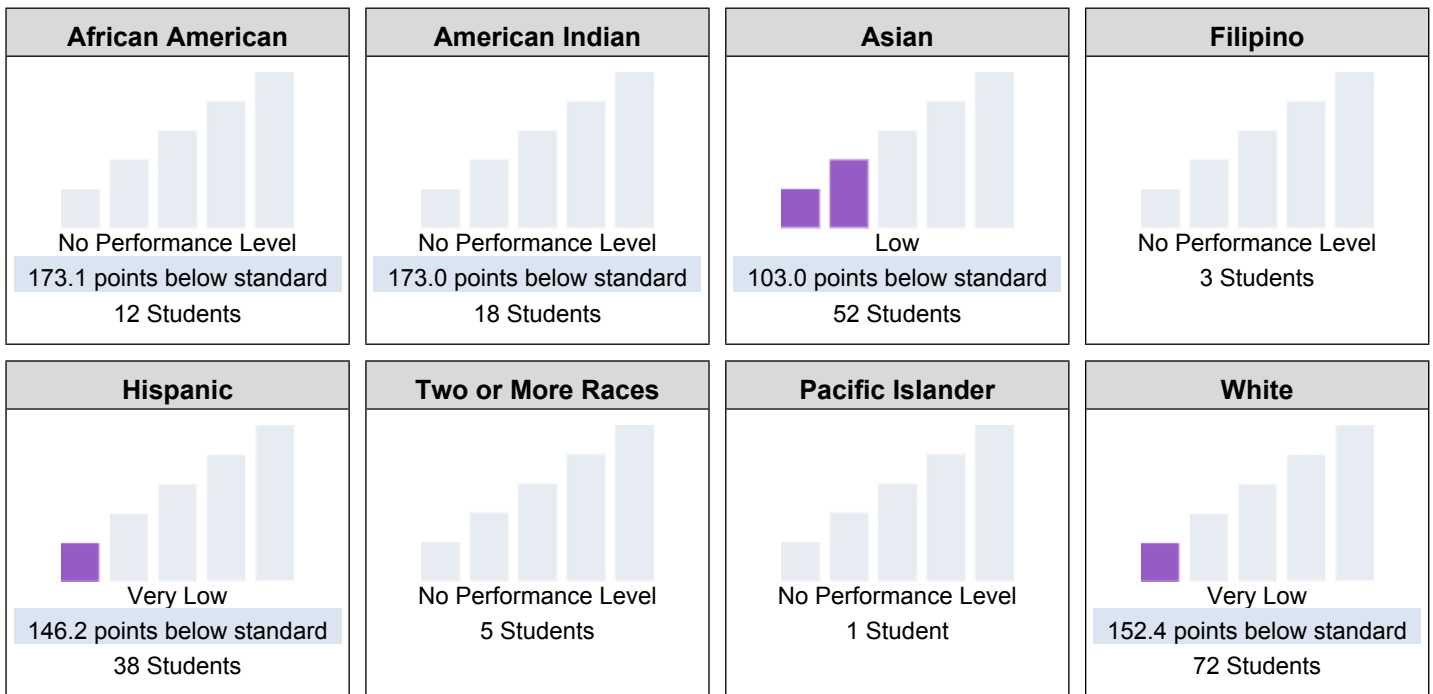 African American
No Performance Level
173.1 points below standard
12 Students
American Indian
No Performance Level
173.0 points below standard
18 Students
Asian
Low
103.0 points below standard
52 Students
Filipino
No Performance Level
3 Students
Hispanic
Very Low
146.2 points below standard
38 Students
Two or More Races
No Performance Level
5 Students
Pacific Islander
No Performance Level
1 Student
White
Very Low
152.4 points below standard
72 Students